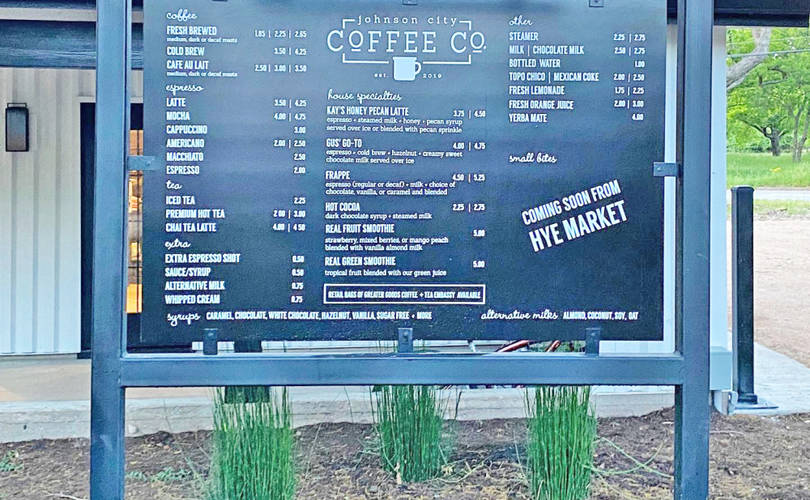 coffee
FRESH BREWED 1.85 | 2.25 | 2.65
medium, dark or decaf roasts
COLD BREW 3.50 | 4.25
CAFE AU LAIT 2.50 | 3.00 | 3.50
medium, dark or decaf roasts
espresso
LATTE 3.50 | 4.25
MOCHA 4.00 | 4.75
CAPPUCCINO 3.00
AMERICANO 2.00 | 2.50
MACCHIATO 2.50
ESPRESSO 2.00
tea
ICED TEA 2.25
PREMIUM HOT TEA 2.00 | 3.00
CHAI TEA LATTE 4.00 | 4.50
extra
EXTRA ESPRESSO SHOT 0.50
SAUCE/SYRUP 0.50
ALTERNATIVE MILK 0.75
WHIPPED CREAM 0.75
johnson city
COFFEE CO.
est. 2019
house specialties
KAY'S HONEY PECAN LATTE 3.75 | 4.50
espresso + steamed milk + honey + pecan syrup
served over ice or blended with pecan sprinkle
GUS' GO-TO 4.00 | 4.75
espresso + cold brew + hazelnut + creamy sweet
chocolate milk served over ice
FRAPPE 4.50 | 5.25
espresso (regular or decaf) + milk + choice of
chocolate, vanilla, or caramel and blended
HOT COCOA 2.25 | 2.75
dark chocolate syrup + steamed milk
REAL FRUIT SMOOTHIE 5.00
strawberry, mixed berries, or mango peach
blended with vanilla almond milk
REAL GREEN SMOOTHIE 5.00
tropical fruit blended with our green juice
RETAIL BAGS OF GREATER GOODS COFFEE + TEA EMBASSY AVAILABLE
other
STEAMER 2.25 | 2.75
MILK | CHOCOLATE MILK 2.50 | 2.75
BOTTLED WATER 1.00
TOPO CHICO | MEXICAN COKE 2.00 | 2.50
FRESH LEMONADE 1.75 | 2.25
FRESH ORANGE JUICE 2.00 | 3.00
YERBA MATE 4.00
small bites
COMING SOON FROM
HYE MARKET
syrups CARAMEL, CHOCOLATE, WHITE CHOCOLATE, HAZELNUT, VANILLA, SUGAR FREE + MORE
alternative milks ALMOND, COCONUT, SOY, OAT